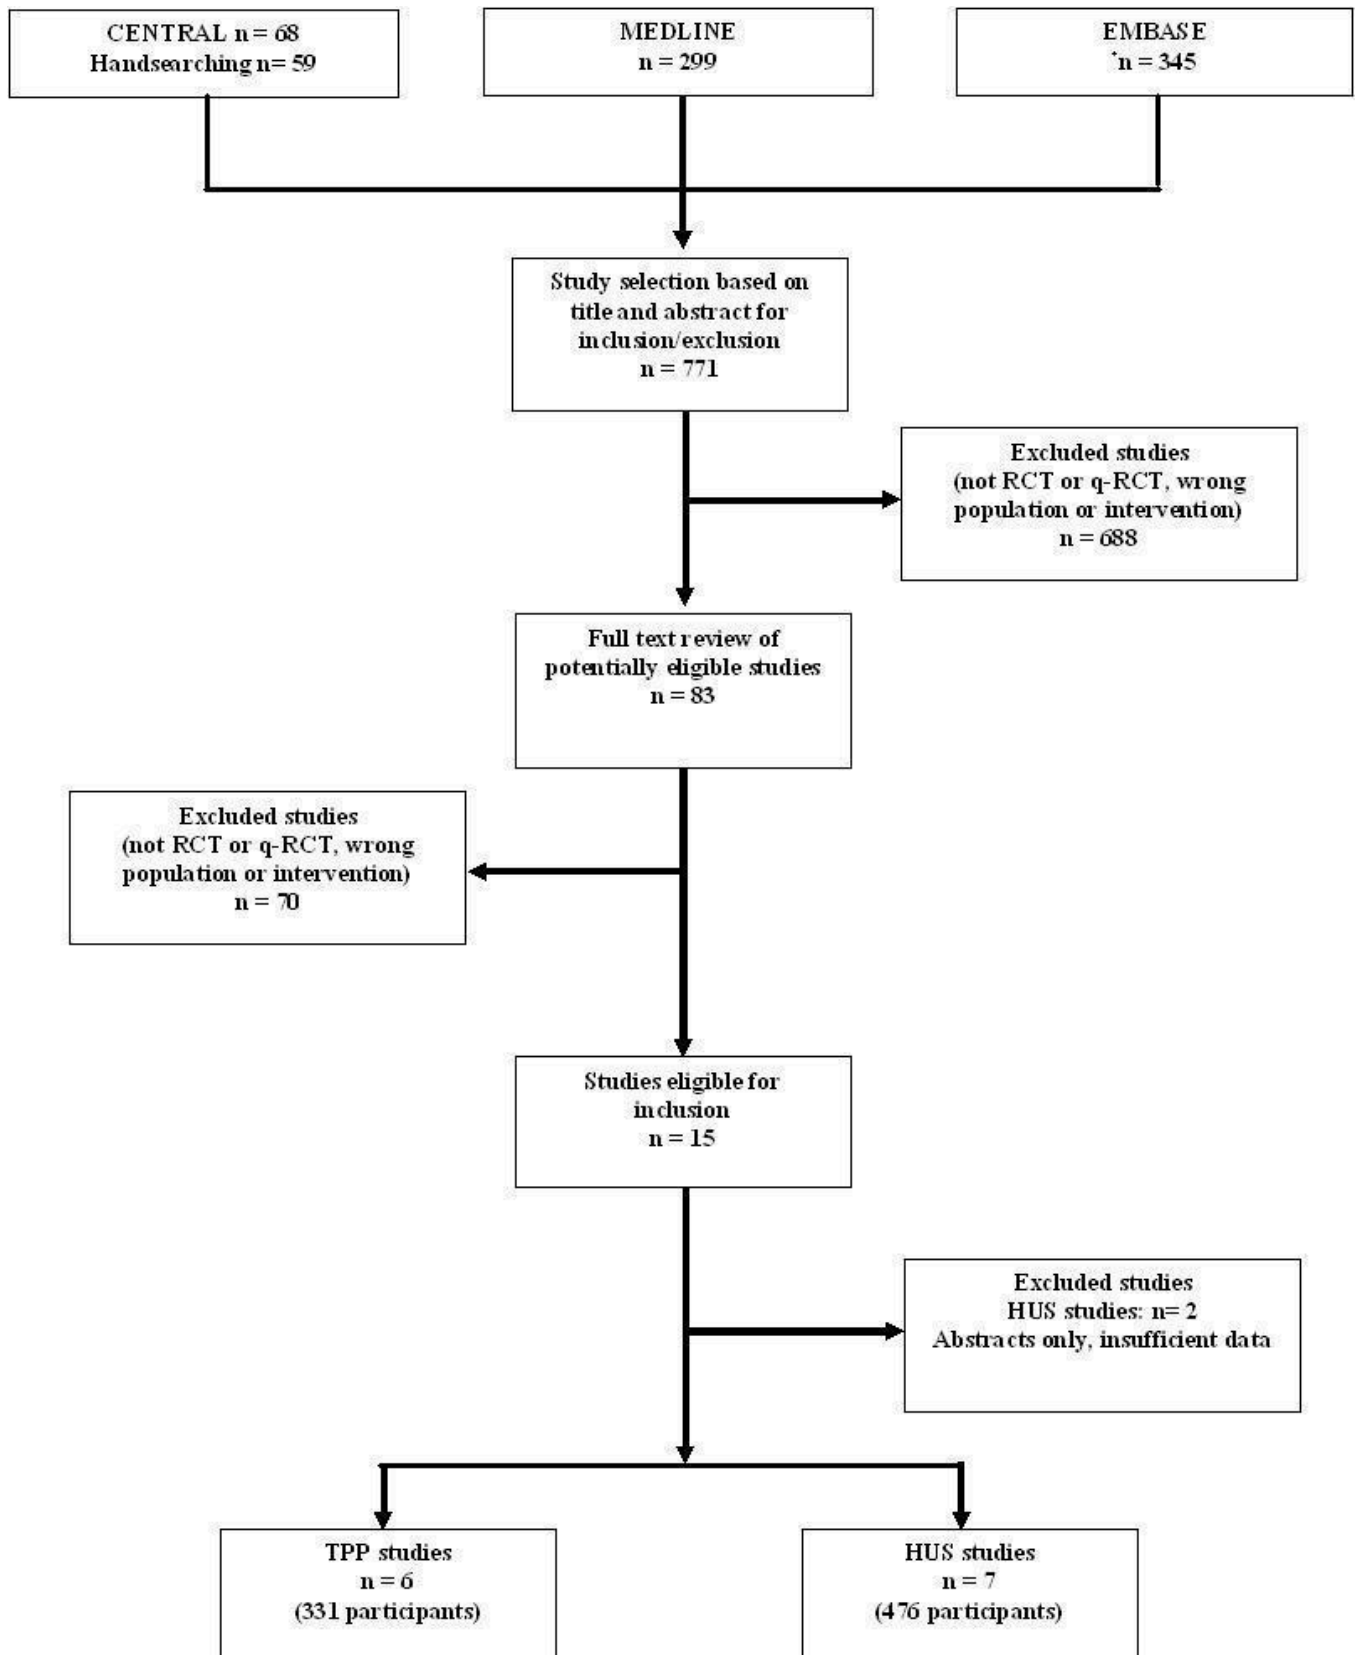 CENTRAL n = 68
Handsearching n= 59
MEDLINE
n = 299
EMBASE
n = 345
Study selection based on
title and abstract for
inclusion/exclusion
n = 771
Excluded studies
(not RCT or q-RCT, wrong
population or intervention)
n = 688
Full text review of
potentially eligible studies
n = 83
Excluded studies
(not RCT or q-RCT, wrong
population or intervention)
n = 70
Studies eligible for
inclusion
n = 15
Excluded studies
HUS studies: n= 2
Abstracts only, insufficient data
TPP studies
n = 6
(331 participants)
HUS studies
n = 7
(476 participants)